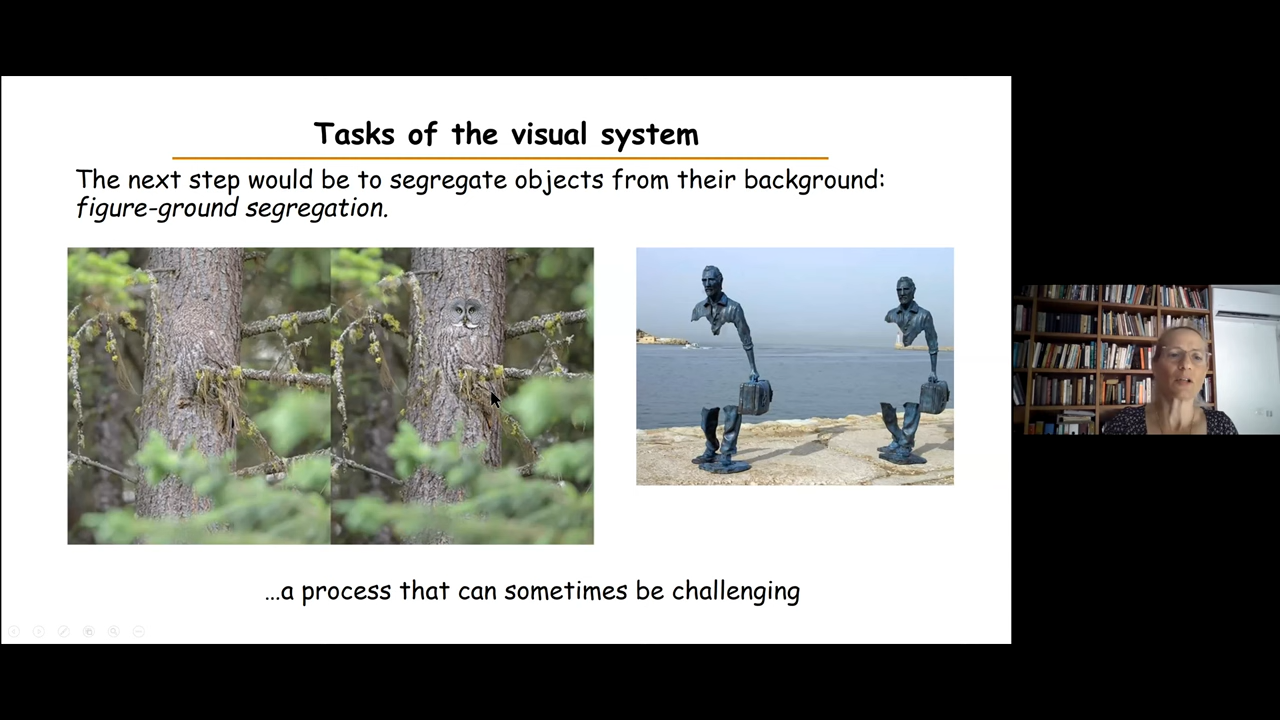 Tasks of the visual system
The next step would be to segregate objects from their background:
figure-ground segregation.
…a process that can sometimes be challenging